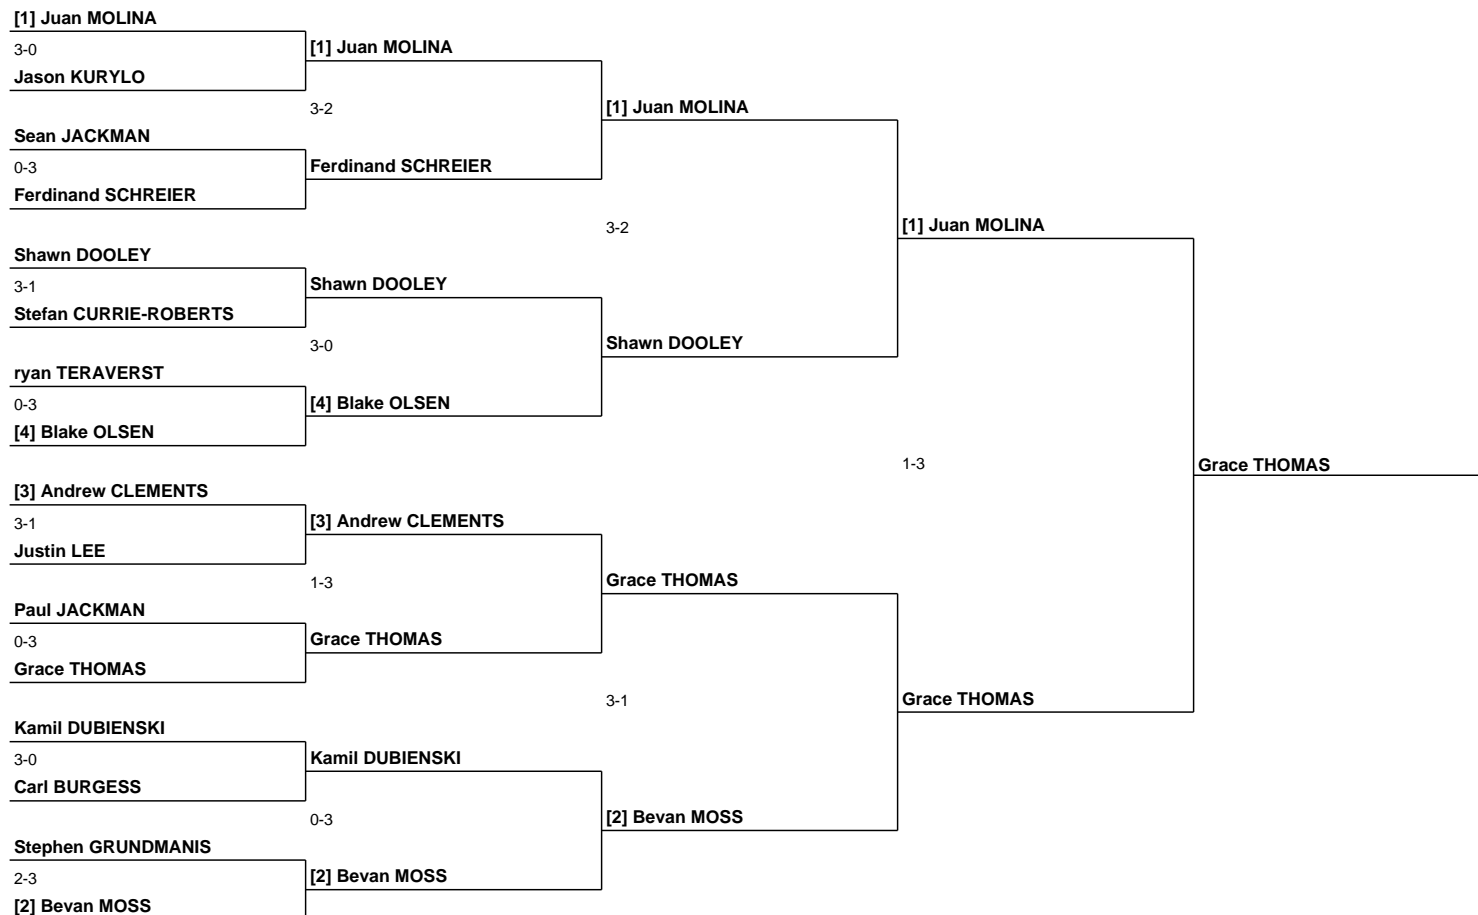 [1] Juan MOLINA
3-0
Jason KURYLO
Sean JACKMAN
0-3
Ferdinand SCHREIER
Shawn DOOLEY
3-1
Stefan CURRIE-ROBERTS
ryan TERAVERST
0-3
[4] Blake OLSEN
[3] Andrew CLEMENTS
3-1
Justin LEE
Paul JACKMAN
0-3
Grace THOMAS
Kamil DUBIENSKI
3-0
Carl BURGESS
Stephen GRUNDMANIS
2-3
[2] Bevan MOSS
[1] Juan MOLINA
3-2
Ferdinand SCHREIER
Shawn DOOLEY
3-0
[4] Blake OLSEN
[3] Andrew CLEMENTS
1-3
Grace THOMAS
Kamil DUBIENSKI
0-3
[2] Bevan MOSS
[1] Juan MOLINA
3-2
Shawn DOOLEY
Grace THOMAS
3-1
[2] Bevan MOSS
[1] Juan MOLINA
1-3
Grace THOMAS
Grace THOMAS